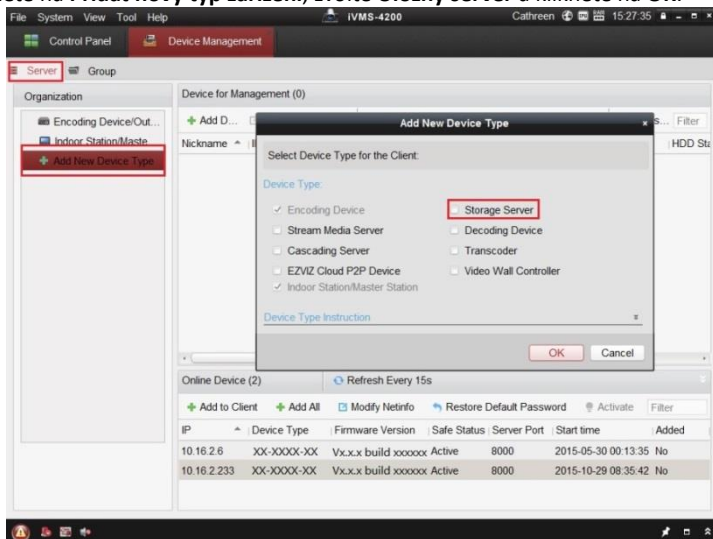 File System View Tool Help iVMS-4200 Cathreen 15:27:35
Control Panel Device Management
Server Group
Organization
Encoding Device/Out...
Indoor Station/Maste...
Add New Device Type
Device for Management (0)
Add D...
Filter
Nickname
HDD Sta
Add New Device Type
Select Device Type for the Client:
Device Type:
Encoding Device Storage Server
Stream Media Server Decoding Device
Cascading Server Transcoder
EZVIZ Cloud P2P Device Video Wall Controller
Indoor Station/Master Station
Device Type Instruction
OK Cancel
Online Device (2) Refresh Every 15s
Add to Client Add All Modify Netinfo Restore Default Password Activate Filter
IP Device Type Firmware Version Safe Status Server Port Start time Added
10.16.2.6 XX-XXXX-XX Vx.x.x build xxxxxx Active 8000 2015-05-30 00:13:35 No
10.16.2.233 XX-XXXX-XX Vx.x.x build xxxxxx Active 8000 2015-10-29 08:35:42 No